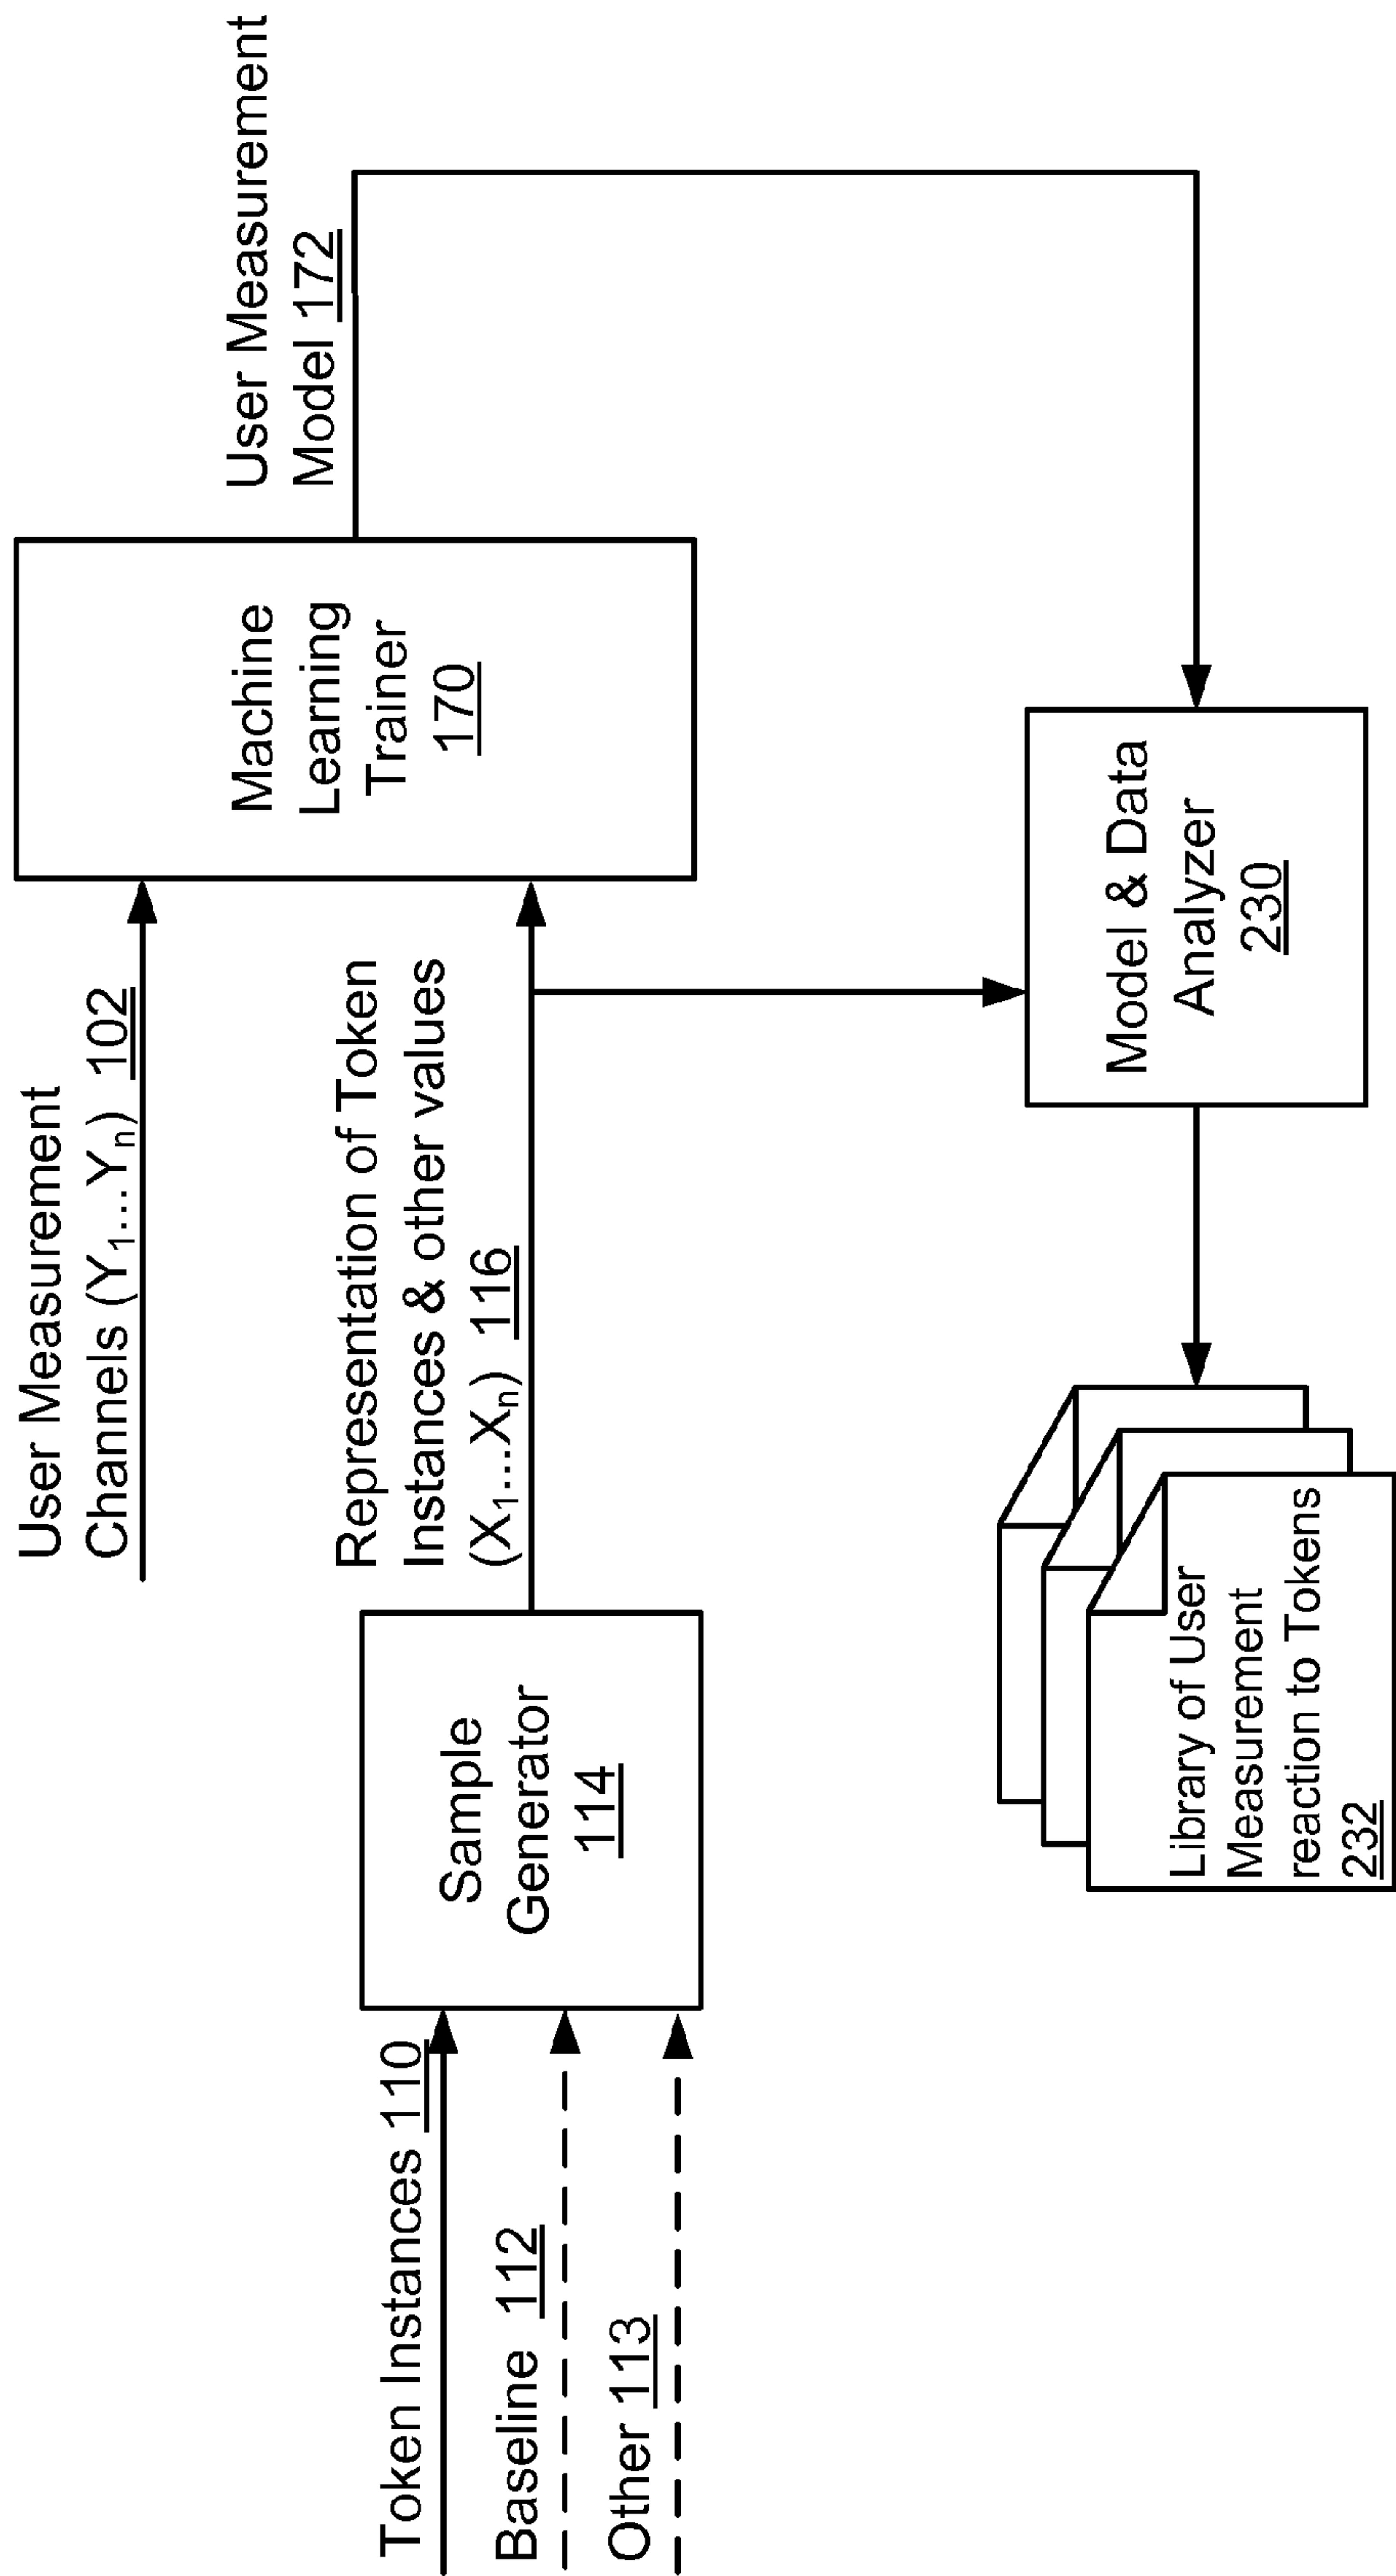 User Measurement
Channels (Y1...Yn) 102
Machine
Learning
Trainer
170
User Measurement
Model 172
Token Instances 110
Baseline 112
Other 113
Sample
Generator
114
Representation of Token
Instances & other values
(X1...Xn) 116
Library of User
Measurement
reaction to Tokens
232
Model & Data
Analyzer
230